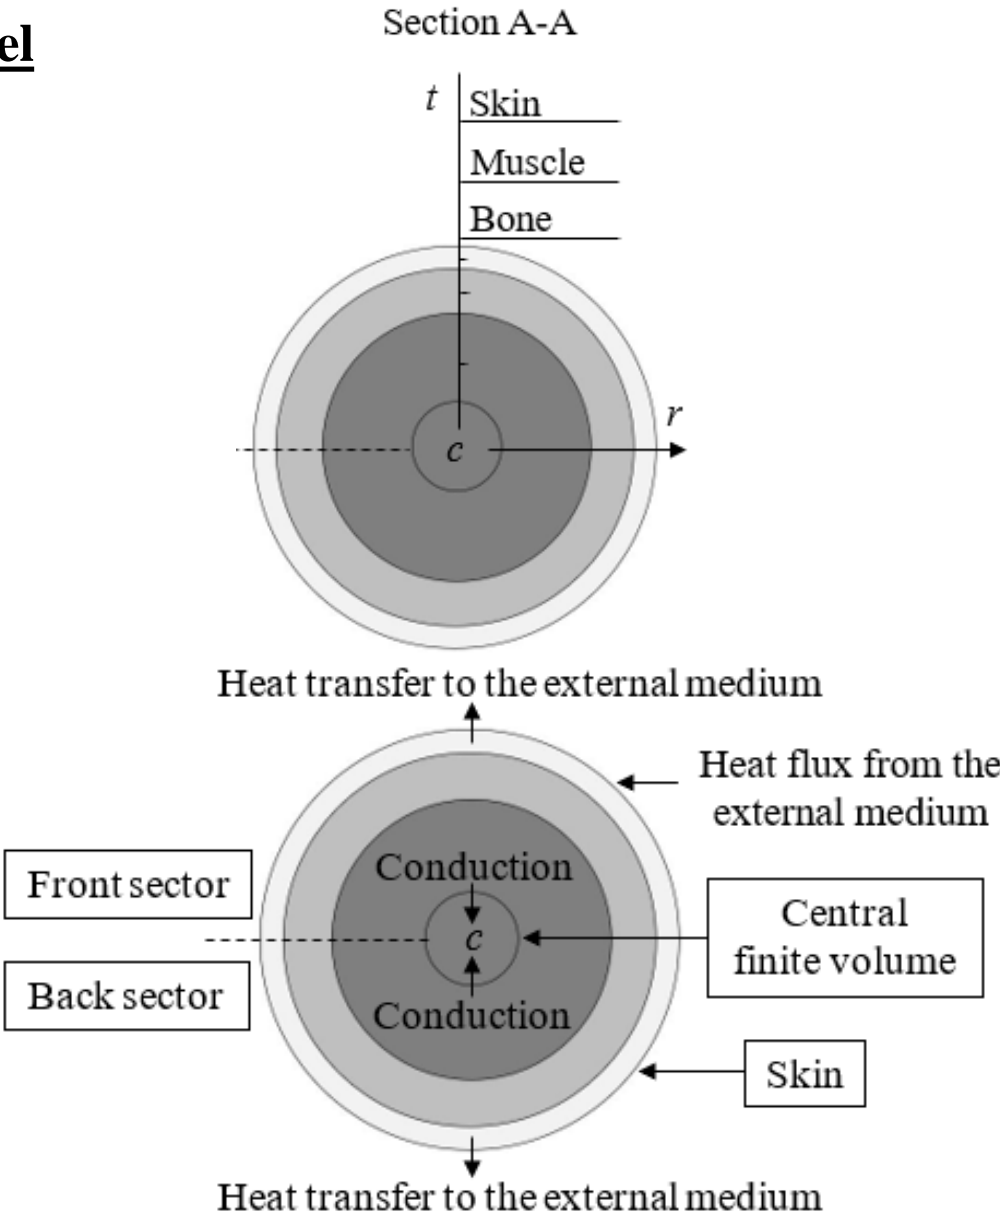 Section A-A
el
t
Skin
Muscle
Bone
r
c
Heat transfer to the external medium
Heat flux from the
external medium
Front sector
Conduction
Central
finite volume
c
Back sector
Conduction
Skin
Heat transfer to the external medium